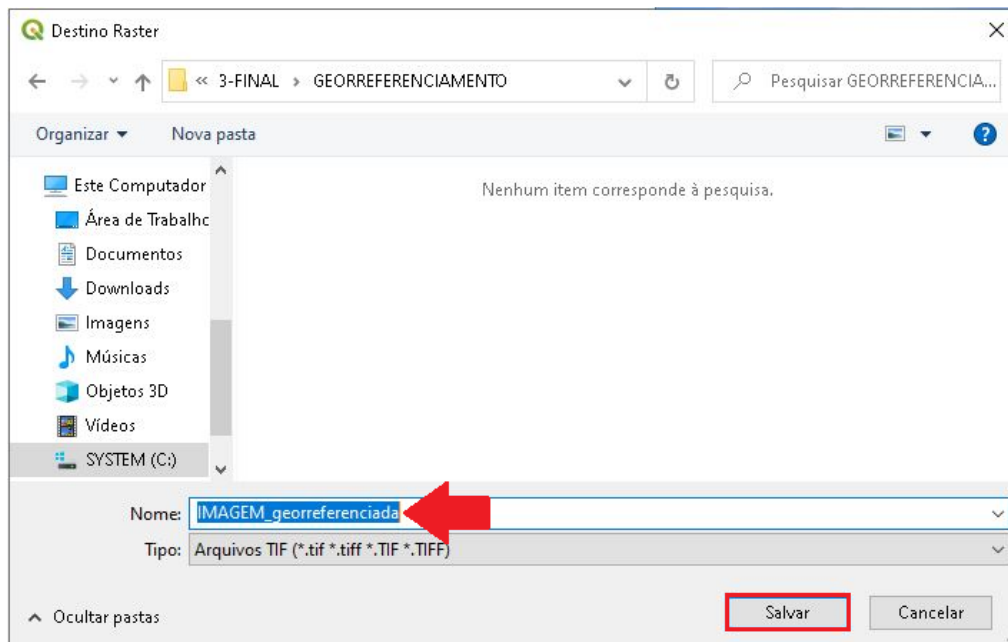 Destino Raster
« 3-FINAL > GEORREFERENCIAMENTO
Pesquisar GEORREFERENCIA...
Organizar
Nova pasta
Este Computador
Nenhum item corresponde à pesquisa.
Área de Trabalhc
Documentos
Downloads
Imagens
Músicas
Objetos 3D
Vídeos
SYSTEM (C:)
Nome: IMAGEM_georreferenciada
Tipo: Arquivos TIF (*.tif *.tiff *.TIF *.TIFF)
Ocultar pastas
Salvar
Cancelar